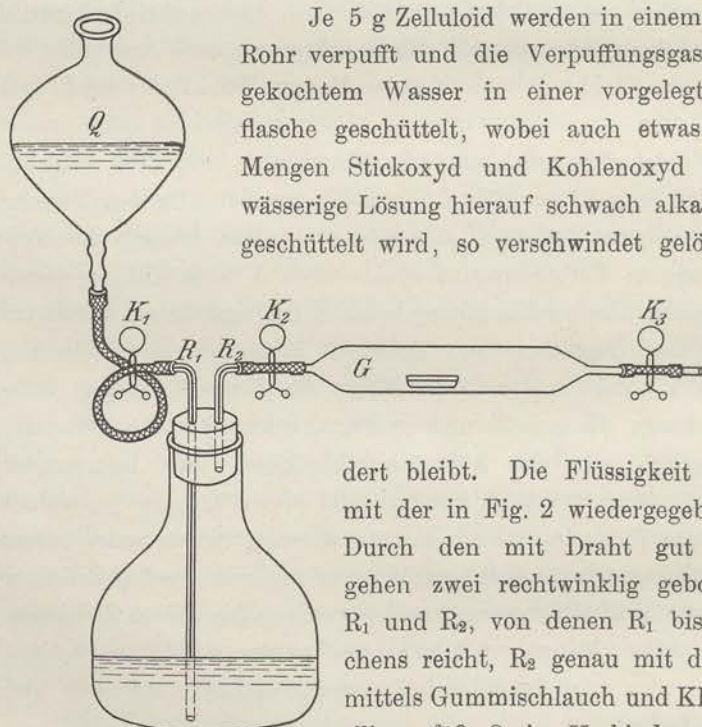 Je 5 g Zelluloid werden in einem
Rohr verpufft und die Verpuffungsgas
gekochtem Wasser in einer vorgelegt
flasche geschüttelt, wobei auch etwas
Mengen Stickoxyd und Kohlenoxyd
wässerige Lösung hierauf schwach alka
geschüttelt wird, so verschwindet gelö
Q
K₁ K₂ K₃
R₁ R₂
G
dert bleibt. Die Flüssigkeit
mit der in Fig. 2 wiedergegeb
Durch den mit Draht gut
gehen zwei rechtwinklig gebo
R₁ und R₂, von denen R₁ bis
chens reicht, R₂ genau mit d
mittels Gummischlauch und Kl